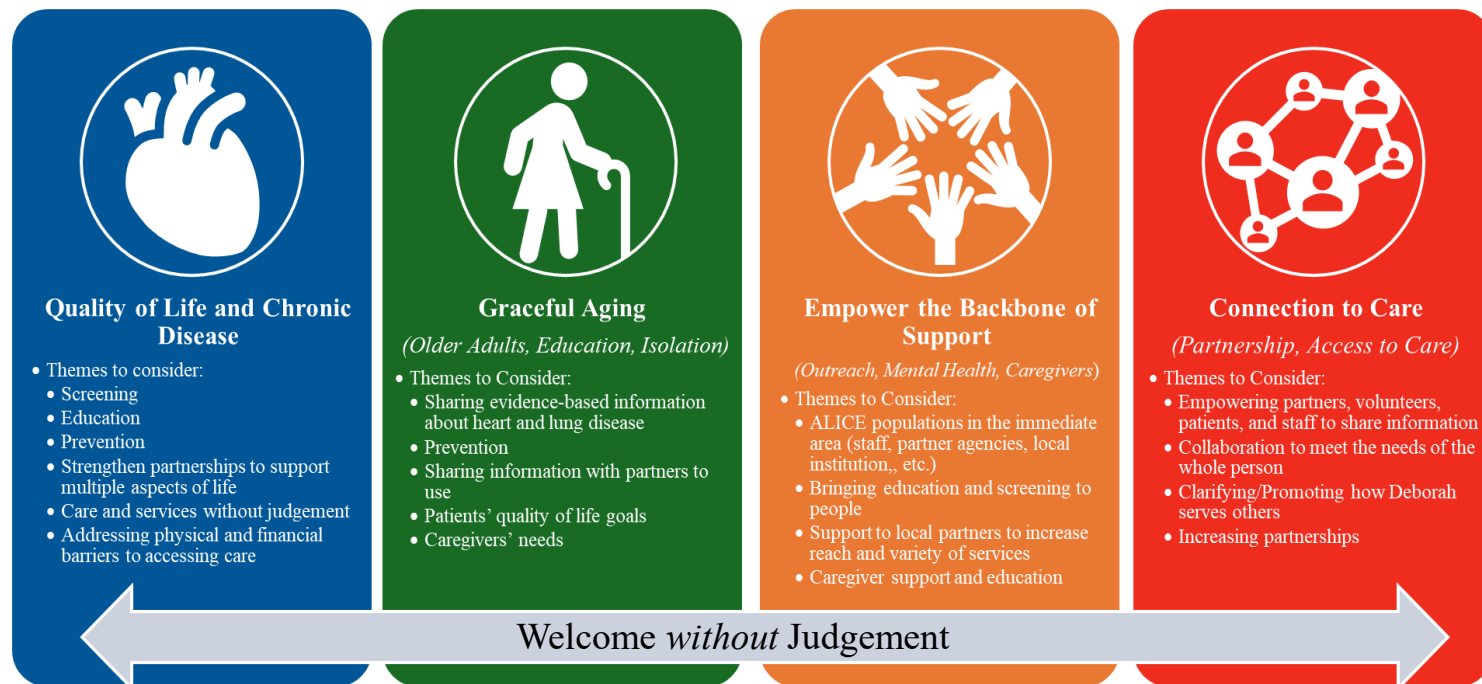 Quality of Life and Chronic
Disease
• Themes to consider:
• Screening
• Education
• Prevention
• Strengthen partnerships to support
multiple aspects of life
• Care and services without judgement
• Addressing physical and financial
barriers to accessing care
Graceful Aging
(Older Adults, Education, Isolation)
• Themes to Consider:
• Sharing evidence-based information
about heart and lung disease
• Prevention
• Sharing information with partners to
use
• Patients’ quality of life goals
• Caregivers’ needs
Empower the Backbone of
Support
(Outreach, Mental Health, Caregivers)
• Themes to Consider:
• ALICE populations in the immediate
area (staff, partner agencies, local
institution,, etc.)
• Bringing education and screening to
people
• Support to local partners to increase
reach and variety of services
• Caregiver support and education
Connection to Care
(Partnership, Access to Care)
• Themes to Consider:
• Empowering partners, volunteers,
patients, and staff to share information
• Collaboration to meet the needs of the
whole person
• Clarifying/Promoting how Deborah
serves others
• Increasing partnerships
Welcome without Judgement